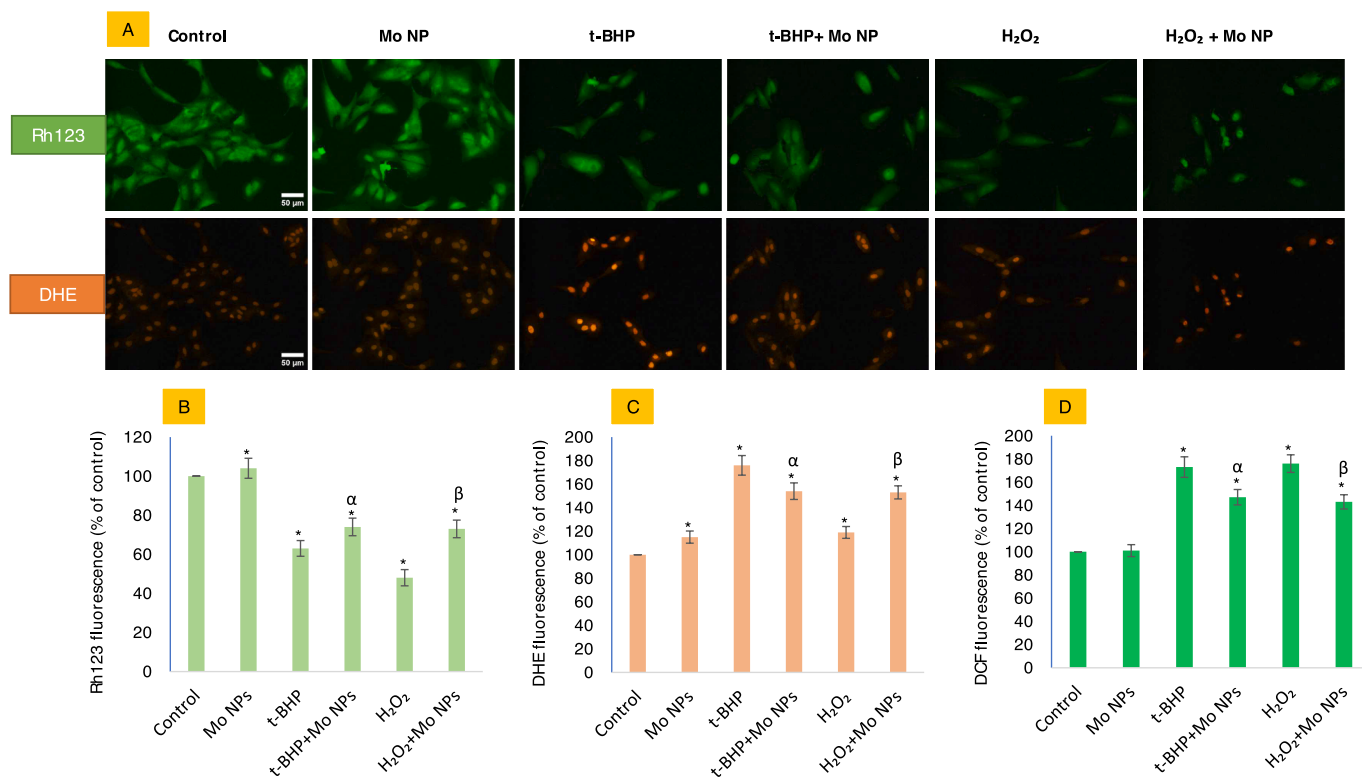 A
Control
Mo NP
t-BHP
t-BHP+ Mo NP
H₂O₂
H₂O₂ + Mo NP
Rh123
50 µm
DHE
50 µm
B
Rh123 fluorescence (% of control)
120
100
80
60
40
20
0
*
*
α
*
*
β
*
Control
Mo NPs
t-BHP
t-BHP+Mo NPs
H₂O₂
H₂O₂+Mo NPs
C
DHE fluorescence (% of control)
200
180
160
140
120
100
80
60
40
20
0
*
*
α
*
*
β
*
Control
Mo NPs
t-BHP
t-BHP+Mo NPs
H₂O₂
H₂O₂+Mo NPs
D
DCF fluorescence (% of control)
200
180
160
140
120
100
80
60
40
20
0
*
α
*
*
β
*
Control
Mo NPs
t-BHP
t-BHP+Mo NPs
H₂O₂
H₂O₂+Mo NPs